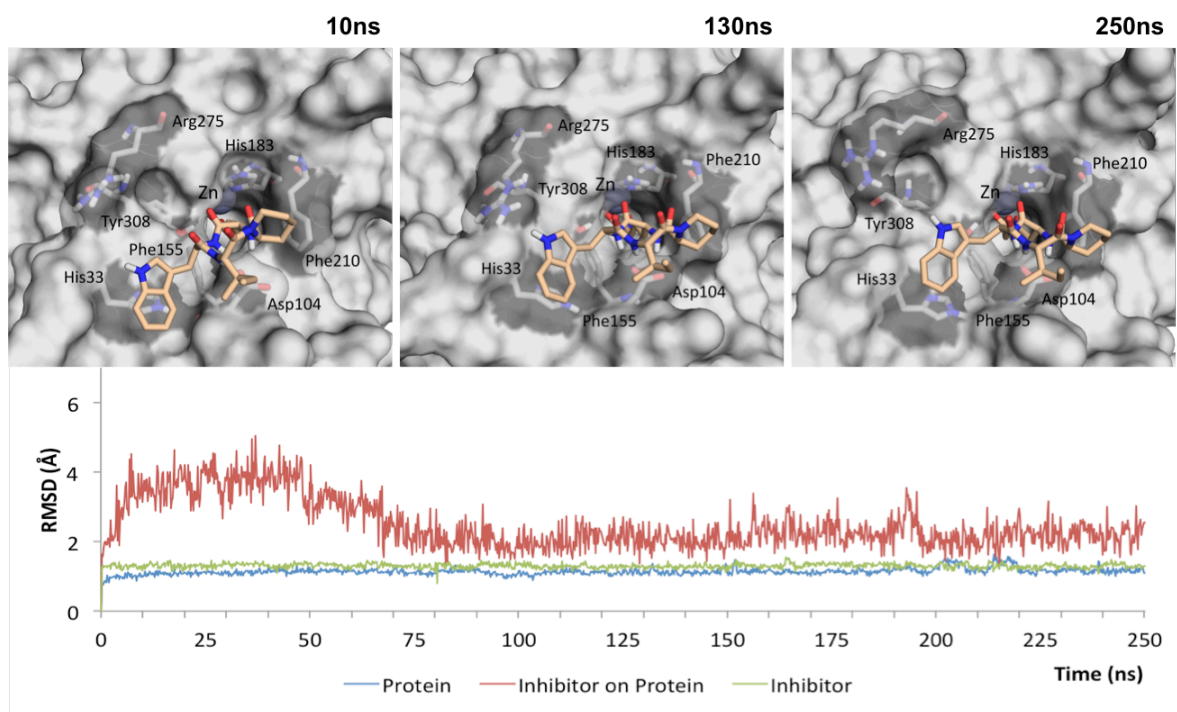 10ns 130ns 250ns
Arg275
His183
Zn
Tyr308
Phe155
Phe210
His33
Asp104
Arg275
His183
Phe210
Zn
Tyr308
His33
Asp104
Phe155
Arg275
His183
Phe210
Zn
Tyr308
His33
Asp104
Phe155
6
4
2
0
RMSD (Å)
0 25 50 75 100 125 150 175 200 225 250
Time (ns)
Protein Inhibitor on Protein Inhibitor